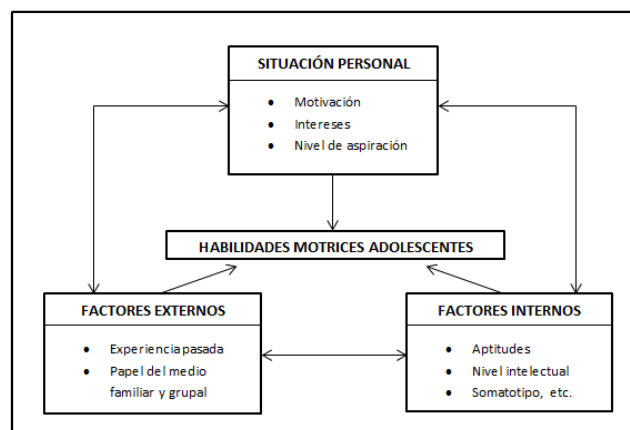 SITUACIÓN PERSONAL
• Motivación
• Intereses
• Nivel de aspiración
HABILIDADES MOTRICES ADOLESCENTES
FACTORES EXTERNOS
• Experiencia pasada
• Papel del medio
familiar y grupal
FACTORES INTERNOS
• Aptitudes
• Nivel intelectual
• Somatotipo, etc.